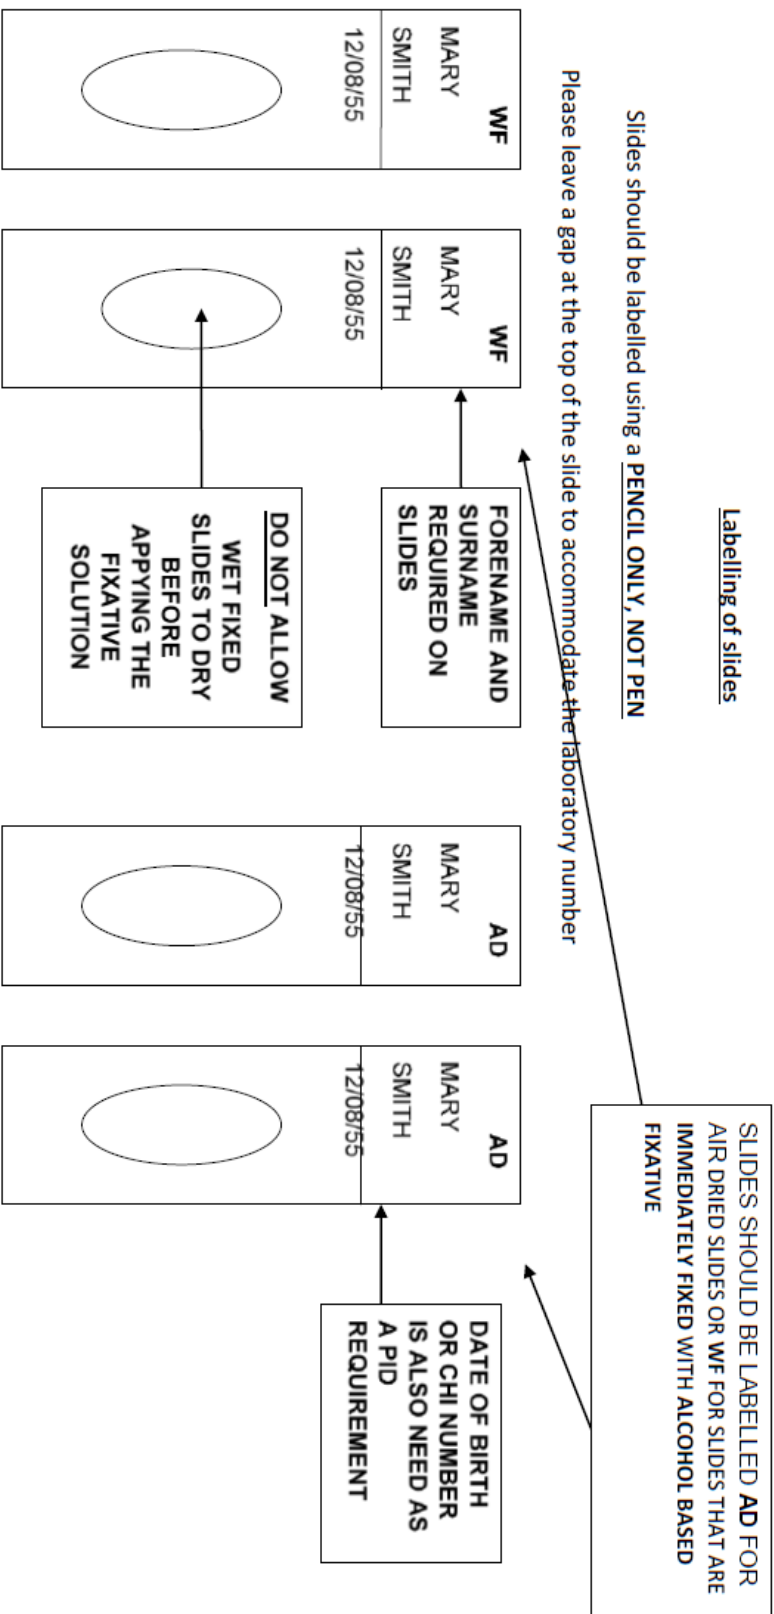 Labelling of slides
Slides should be labelled using a PENCIL ONLY, NOT PEN
Please leave a gap at the top of the slide to accommodate the laboratory number
SLIDES SHOULD BE LABELLED AD FOR
AIR DRIED SLIDES OR WF FOR SLIDES THAT ARE
IMMEDIATELY FIXED WITH ALCOHOL BASED
FIXATIVE
WF
MARY
SMITH
12/08/55
WF
MARY
SMITH
12/08/55
FORENAME AND
SURNAME
REQUIRED ON
SLIDES
DO NOT ALLOW
WET FIXED
SLIDES TO DRY
BEFORE
APPYING THE
FIXATIVE
SOLUTION
AD
MARY
SMITH
12/08/55
AD
MARY
SMITH
12/08/55
DATE OF BIRTH
OR CHI NUMBER
IS ALSO NEED AS
A PID
REQUIREMENT